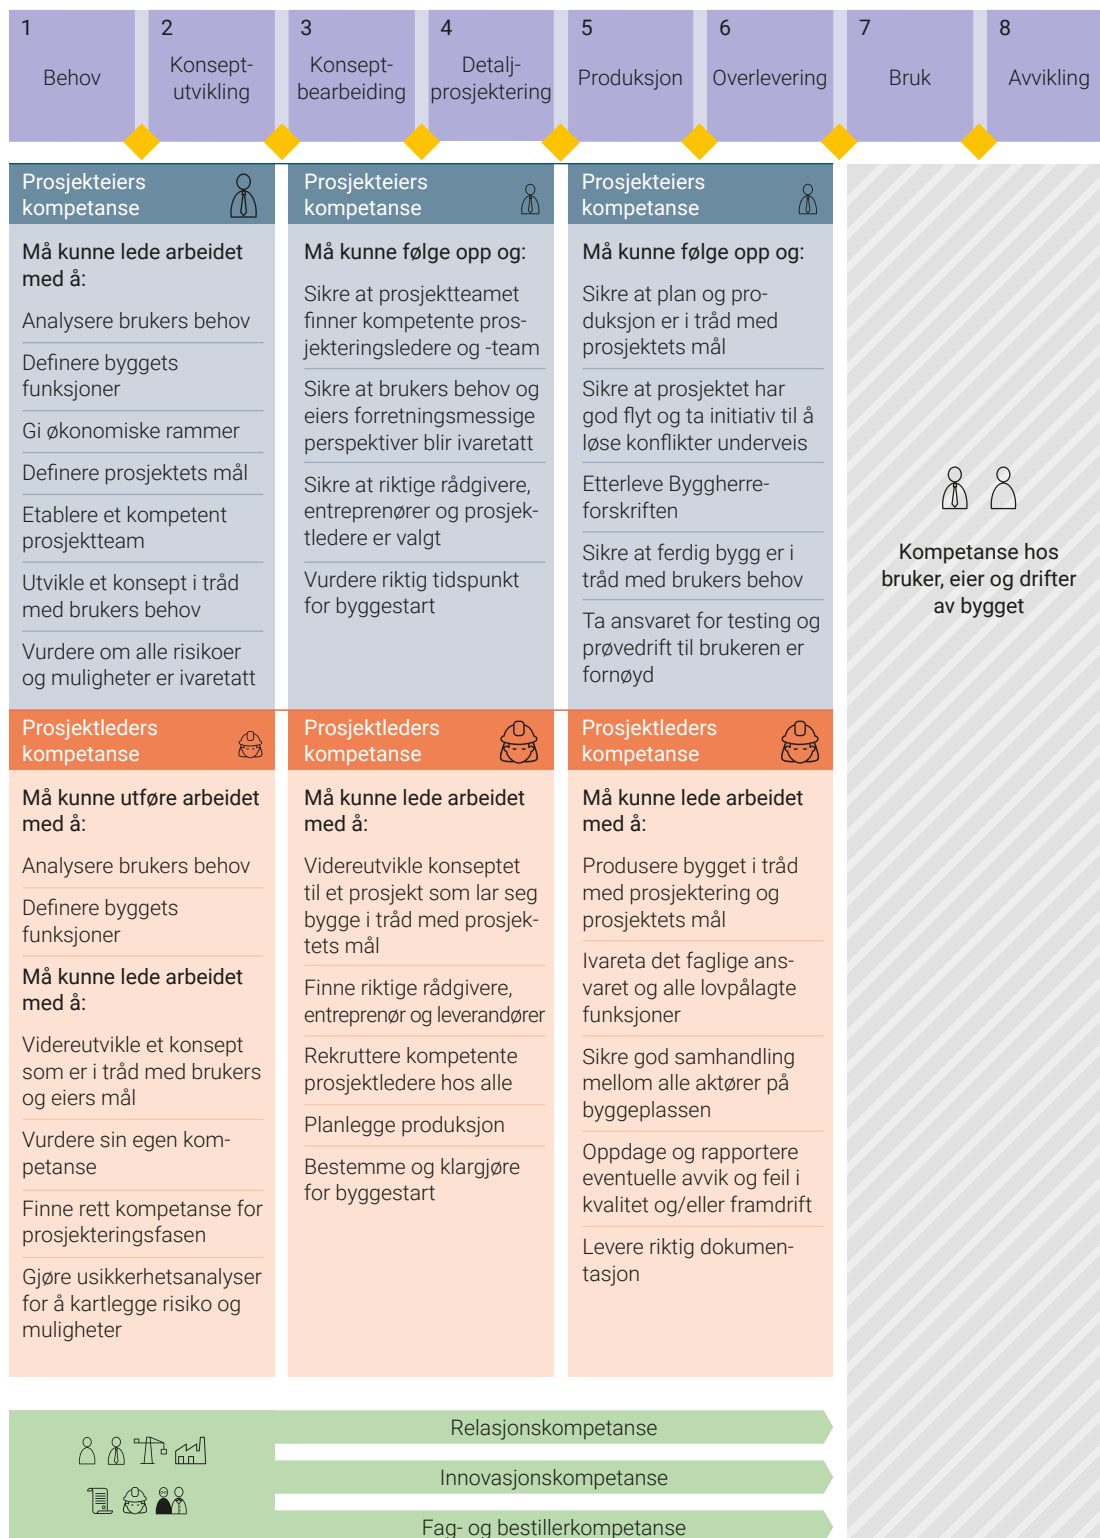 1
Behov
2
Konsept-
utvikling
3
Konsept-
bearbeiding
4
Detalj-
prosjektering
5
Produksjon
6
Overlevering
7
Bruk
8
Avvikling
Prosjekteiers
kompetanse
Må kunne lede arbeidet
med å:
Analysere brukers behov
Definere byggets
funksjoner
Gi økonomiske rammer
Definere prosjektets mål
Etablere et kompetent
prosjektteam
Utvikle et konsept i tråd
med brukers behov
Vurdere om alle risikoer
og muligheter er ivaretatt
Prosjekteiers
kompetanse
Må kunne følge opp og:
Sikre at prosjektteamet
finner kompetente pros-
jekteringsledere og -team
Sikre at brukers behov og
eiers forretningsmessige
perspektiver blir ivaretatt
Sikre at riktige rådgivere,
entreprenører og prosjek-
tledere er valgt
Vurdere riktig tidspunkt
for byggestart
Prosjekteiers
kompetanse
Må kunne følge opp og:
Sikre at plan og pro-
duksjon er i tråd med
prosjektets mål
Sikre at prosjektet har
god flyt og ta initiativ til å
løse konflikter underveis
Etterleve Byggherre-
forskriften
Sikre at ferdig bygg er i
tråd med brukers behov
Ta ansvaret for testing og
prøvedrift til brukeren er
fornøyd
Kompetanse hos
bruker, eier og drifter
av bygget
Prosjektleders
kompetanse
Må kunne utføre arbeidet
med å:
Analysere brukers behov
Definere byggets
funksjoner
Må kunne lede arbeidet
med å:
Videreutvikle et konsept
som er i tråd med brukers
og eiers mål
Vurdere sin egen kom-
petanse
Finne rett kompetanse for
prosjekteringsfasen
Gjøre usikkerhetsanalyser
for å kartlegge risiko og
muligheter
Prosjektleders
kompetanse
Må kunne lede arbeidet
med å:
Videreutvikle konseptet
til et prosjekt som lar seg
bygge i tråd med prosjek-
tets mål
Finne riktige rådgivere,
entreprenør og leverandører
Rekruttere kompetente
prosjektledere hos alle
Planlegge produksjon
Bestemme og klargjøre
for byggestart
Prosjektleders
kompetanse
Må kunne lede arbeidet
med å:
Produsere bygget i tråd
med prosjektering og
prosjektets mål
Ivareta det faglige ans-
varet og alle lovpålagte
funksjoner
Sikre god samhandling
mellom alle aktører på
byggeplassen
Oppdage og rapportere
eventuelle avvik og feil i
kvalitet og/eller framdrift
Levere riktig dokumen-
tasjon
Relasjonskompetanse
Innovasjonskompetanse
Fag- og bestillerkompetanse